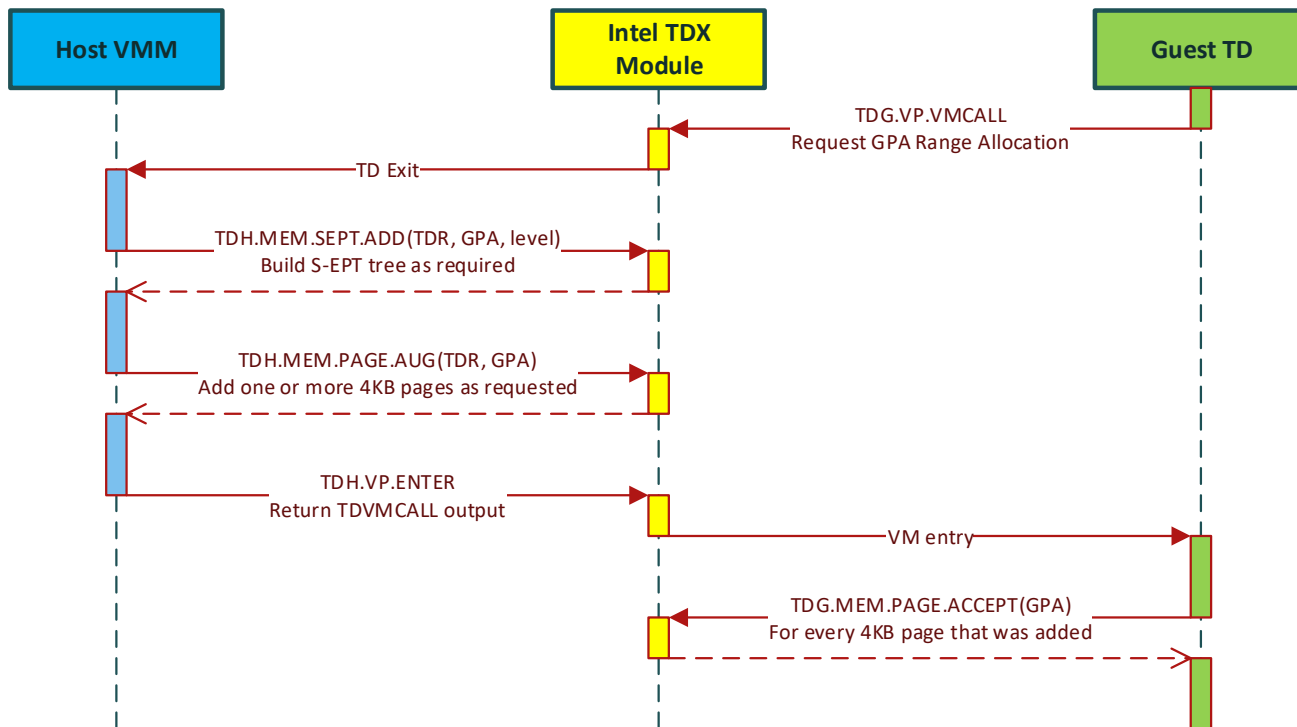 Host VMM
Intel TDX
Module
Guest TD
TDG.VP.VMCALL
Request GPA Range Allocation
TD Exit
TDH.MEM.SEPT.ADD(TDR, GPA, level)
Build S-EPT tree as required
TDH.MEM.PAGE.AUG(TDR, GPA)
Add one or more 4KB pages as requested
TDH.VP.ENTER
Return TDVMCALL output
VM entry
TDG.MEM.PAGE.ACCEPT(GPA)
For every 4KB page that was added